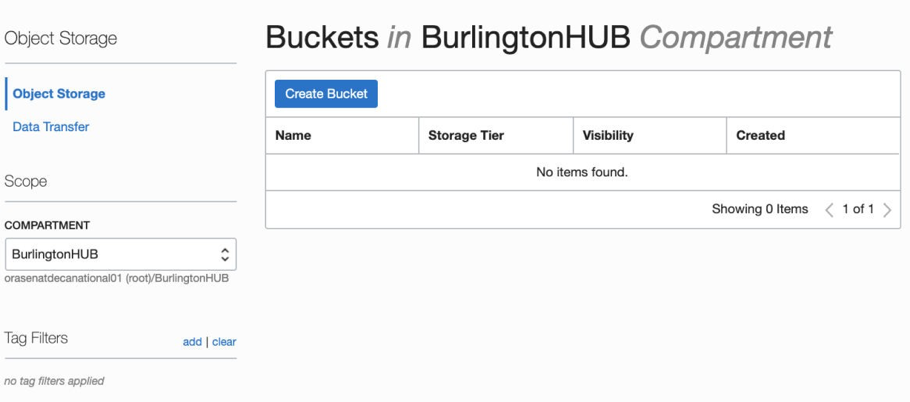 Object Storage
Object Storage
Data Transfer
Scope
COMPARTMENT
BurlingtonHUB
orasenatdecanational01 (root)/BurlingtonHUB
Tag Filters add | clear
no tag filters applied
Buckets in BurlingtonHUB Compartment
Create Bucket
Name Storage Tier Visibility Created
No items found.
Showing 0 Items < 1 of 1 >